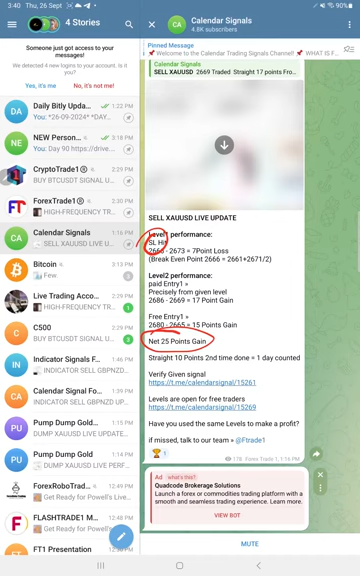 3:40 Thu, 26 Sept
90%
4 Stories
Someone just got access to your messages!
We detected 4 new logins to your account. Is it you?
Yes, it's me
No, it's not me!
DA
Daily Bitly Upda...
1:22 PM
You: *26-09-2024* *DAY...
NE
NEW Person...
3:18 PM
You: Day 90 https://drive...
CryptoTrade1®
2:29 PM
BUY BTCUSDT SIGNAL U...
FT
ForexTrade1®
2:30 PM
HIGH-FREQUENCY TRA...
CA
Calendar Signals
1:16 PM
SELL XAUUSD LIVE U...
Bitcoin
3:13 PM
Few.
Live Trading Acco...
2:29 PM
HIGH-FREQUENCY TR...
C
C500
2:29 PM
BUY BTCUSDT SIGNAL UP...
Indicator Signals F...
1:46 PM
INDICATOR SELL GBPNZD...
Calendar Signal Fo...
1:39 PM
INDICATOR SELL GBPNZD UP...
PU
Pump Dump Gold...
1:15 PM
DUMP XAUUSD LIVE UPDATE...
PU
Pump Dump Gold
1:14 PM
DUMP XAUUSD LIVE PERF...
ForexRoboTrad...
12:49 PM
Get Ready for Powell's Live...
F
FLASHTRADE1 M...
12:48 PM
Get Ready for Powell's L...
FT1 Presentation
CA
Calendar Signals
4.8K subscribers
Pinned Message
Welcome to the Calendar Trading Signals Channel! WHAT IS F...
Calendar Signals
SELL XAUUSD 2669 Traded Straight 17 points Fro...
SELL XAUUSD LIVE UPDATE
Level1 performance:
SL Hit
2666 - 2673 = 7Point Loss
(Break Even Point 2666 = 2661+2671/2)
Level2 performance:
paid Entry1 »
Precisely from given level
2686 - 2669 = 17 Point Gain
Free Entry1 »
2680 - 2665 = 15 Points Gain
Net 25 Points Gain
Straight 10 Points 2nd time done = 1 day counted
Verify Given signal
https://t.me/calendarsignal/15261
Levels are open for free traders
https://t.me/calendarsignal/15269
Have you used the same Levels to make a profit?
if missed, talk to our team » @Ftrade1
Forex Trade 1, 1:16 PM
Ad what's this?
Quadcode Brokerage Solutions
Launch a forex or commodities trading platform with a smooth and seamless trading experience. Learn more.
VIEW BOT
MUTE